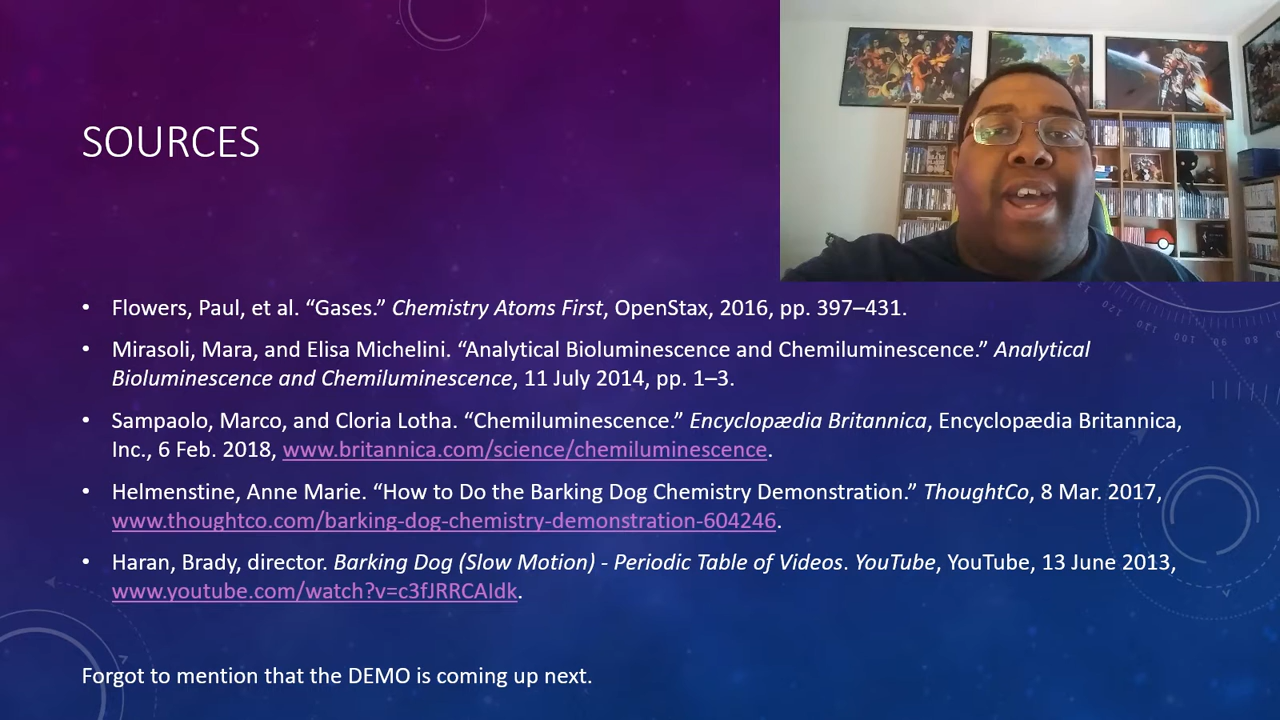 SOURCES
• Flowers, Paul, et al. “Gases.” Chemistry Atoms First, OpenStax, 2016, pp. 397–431.
• Mirasoli, Mara, and Elisa Michelini. “Analytical Bioluminescence and Chemiluminescence.” Analytical
Bioluminescence and Chemiluminescence, 11 July 2014, pp. 1–3.
• Sampaolo, Marco, and Cloria Lotha. “Chemiluminescence.” Encyclopædia Britannica, Encyclopædia Britannica,
Inc., 6 Feb. 2018, www.britannica.com/science/chemiluminescence.
• Helmenstine, Anne Marie. “How to Do the Barking Dog Chemistry Demonstration.” ThoughtCo, 8 Mar. 2017,
www.thoughtco.com/barking-dog-chemistry-demonstration-604246.
• Haran, Brady, director. Barking Dog (Slow Motion) - Periodic Table of Videos. YouTube, YouTube, 13 June 2013,
www.youtube.com/watch?v=c3fJRRCAIdk.
Forgot to mention that the DEMO is coming up next.